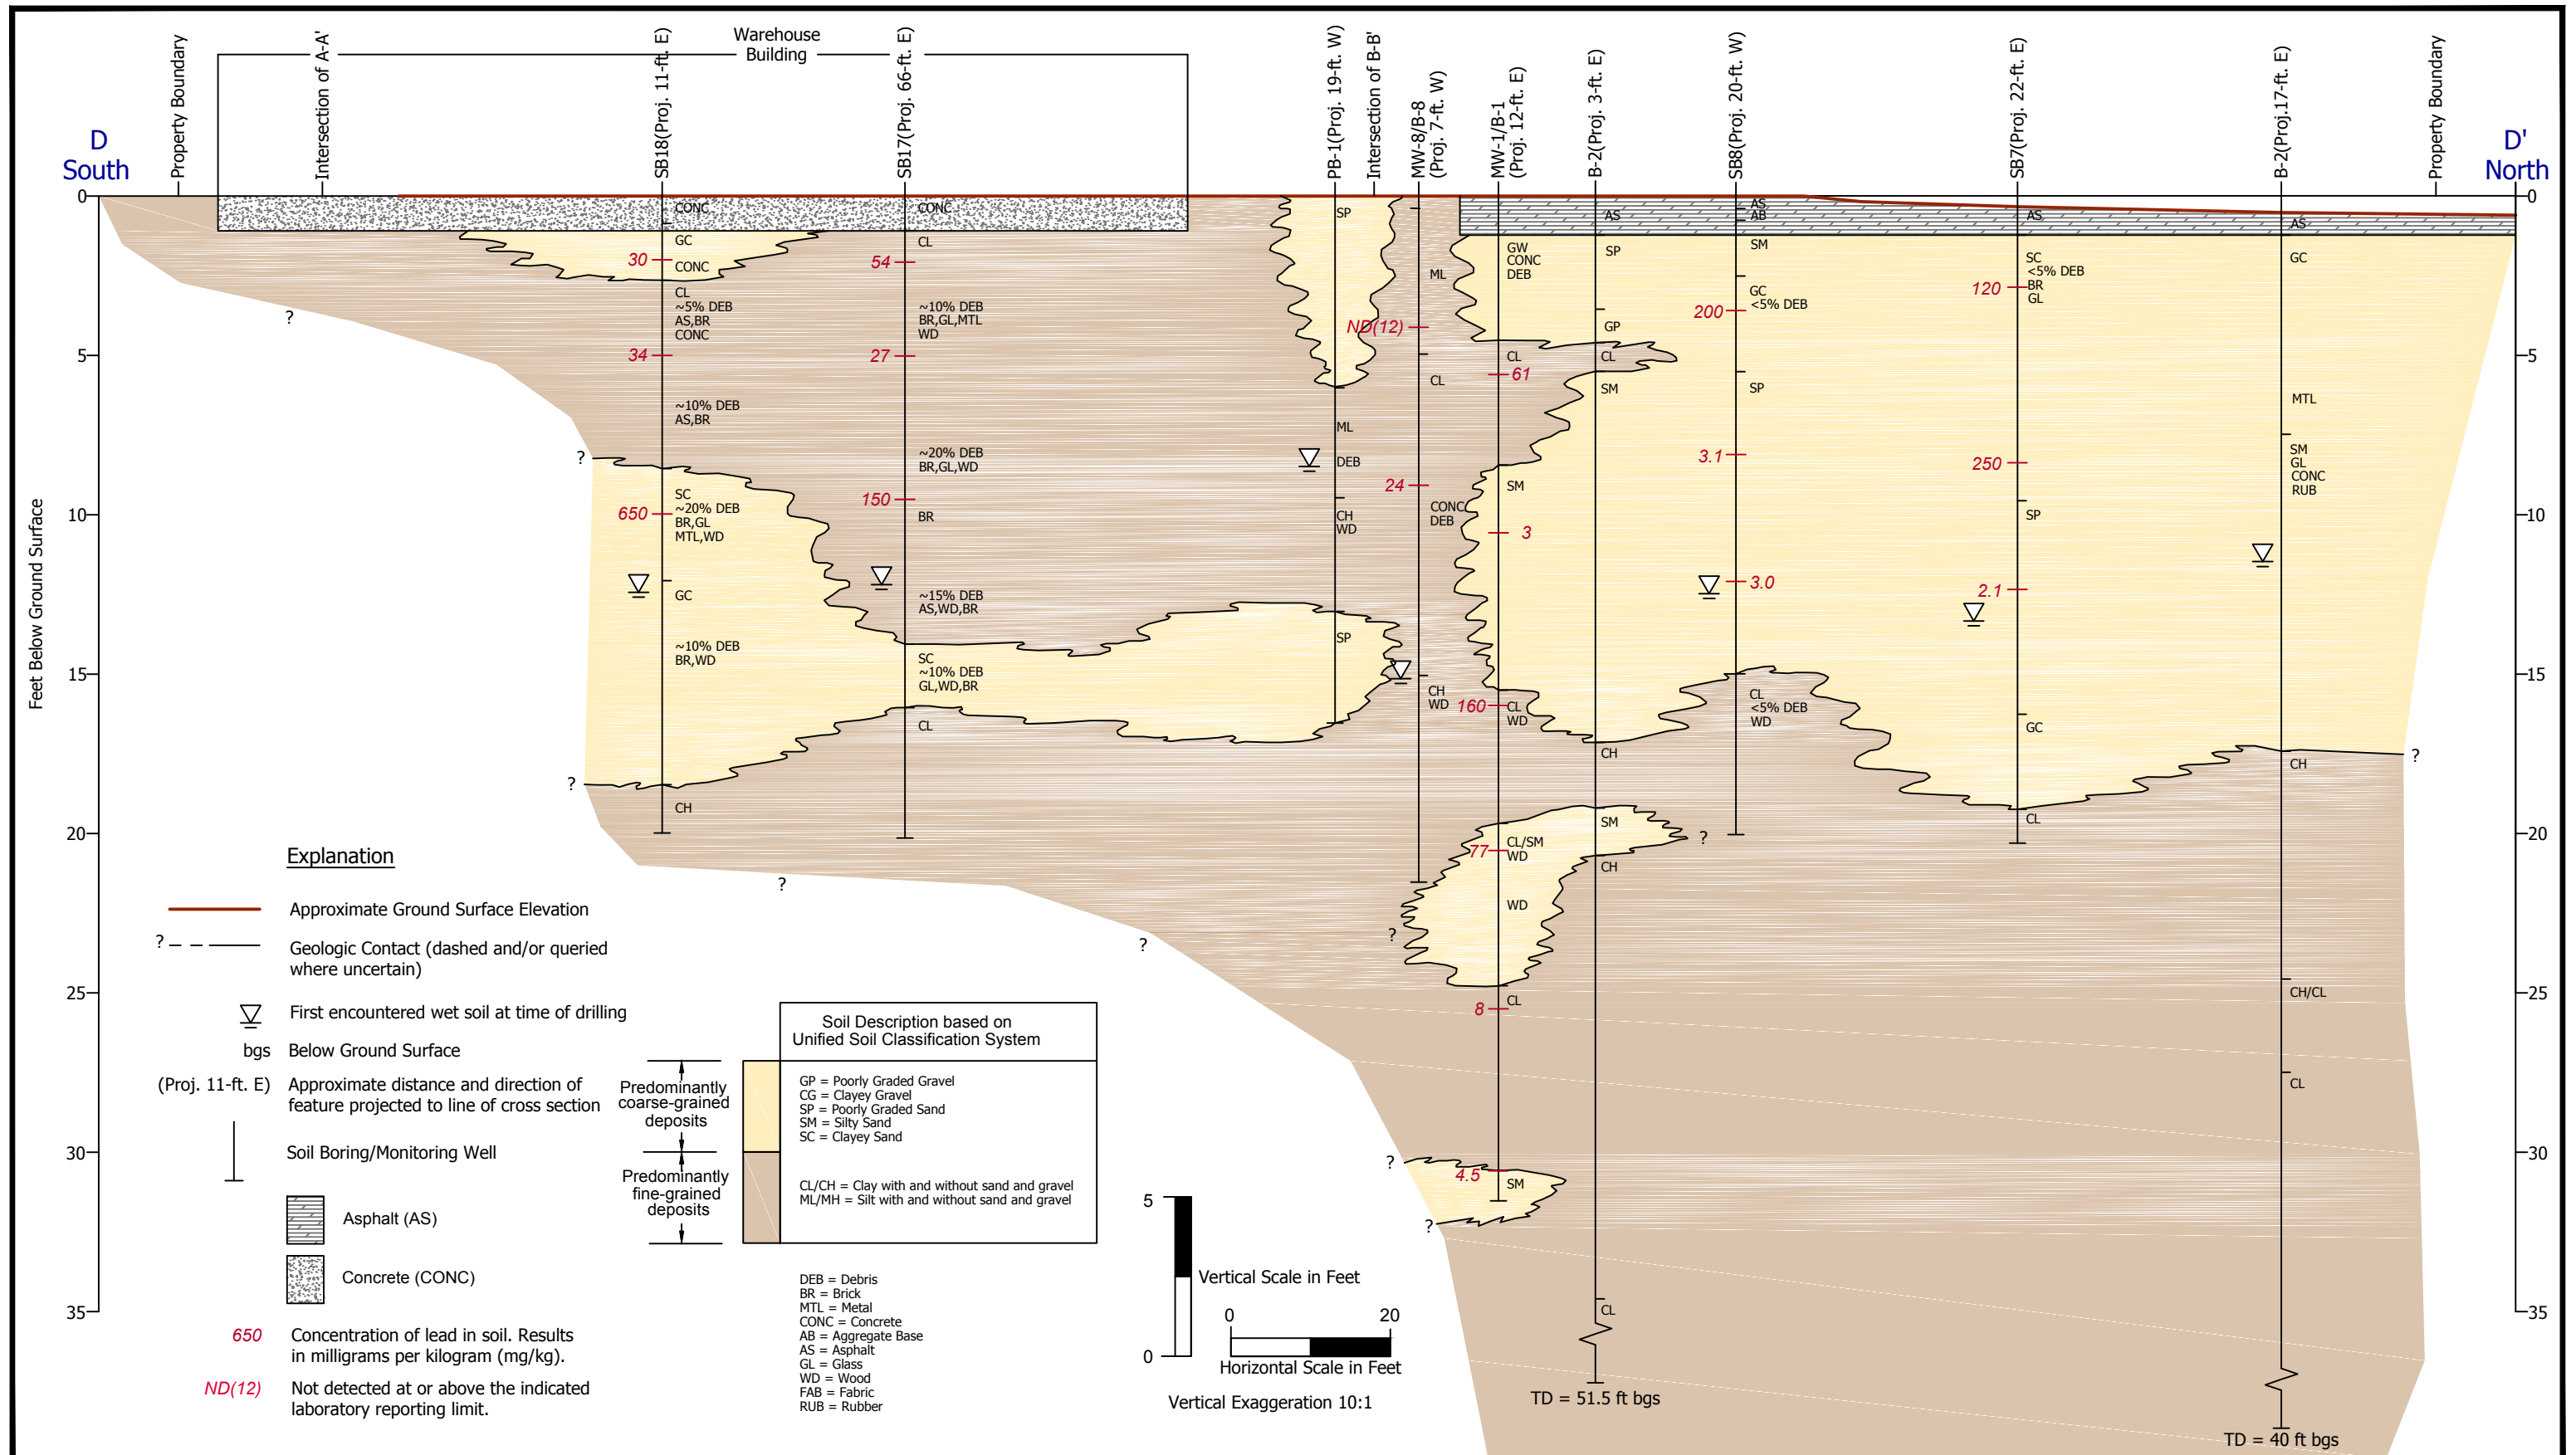 Warehouse
Building
Property Boundary
Intersection of A-A'
SB18(Proj. 11-ft. E)
SB17(Proj. 66-ft. E)
PB-1(Proj. 19-ft. W)
Intersection of B-B'
MW-8/B-8
(Proj. 7-ft. W)
MW-1/B-1
(Proj. 12-ft. E)
B-2(Proj. 3-ft. E)
SB8(Proj. 20-ft. W)
SB7(Proj. 22-ft. E)
B-2(Proj.17-ft. E)
Property Boundary
D
South
D'
North
Feet Below Ground Surface
0
5
10
15
20
25
30
35
CONC
GC
30
CONC
CL
~5% DEB
AS,BR
CONC
34
~10% DEB
AS,BR
SC
~20% DEB
650
BR,GL
MTL,WD
GC
~10% DEB
BR,WD
CH
CONC
CL
54
~10% DEB
BR,GL,MTL
WD
27
~20% DEB
BR,GL,WD
150
BR
~15% DEB
AS,WD,BR
SC
~10% DEB
GL,WD,BR
CL
SP
ML
DEB
CH
WD
SP
ML
ND(12)
CL
24
CONC
DEB
CH
WD
GW
CONC
DEB
CL
61
SM
3
160
CL
WD
CL/SM
77
WD
WD
CL
8
4.5
SM
AS
SP
GP
CL
SM
CH
SM
CH
CL
TD = 51.5 ft bgs
AS
AB
SM
GC
<5% DEB
200
SP
3.1
3.0
CL
<5% DEB
WD
AS
SC
<5% DEB
120
BR
GL
250
SP
2.1
GC
CL
AS
GC
MTL
SM
GL
CONC
RUB
CH
CH/CL
CL
TD = 40 ft bgs
0
5
10
15
20
25
30
35
?
?
?
?
?
?
?
?
?
?
Explanation
Approximate Ground Surface Elevation
?
Geologic Contact (dashed and/or queried
where uncertain)
First encountered wet soil at time of drilling
bgs Below Ground Surface
(Proj. 11-ft. E) Approximate distance and direction of
feature projected to line of cross section
Soil Boring/Monitoring Well
Asphalt (AS)
Concrete (CONC)
650 Concentration of lead in soil. Results
in milligrams per kilogram (mg/kg).
ND(12) Not detected at or above the indicated
laboratory reporting limit.
Soil Description based on
Unified Soil Classification System
Predominantly
coarse-grained
deposits
GP = Poorly Graded Gravel
CG = Clayey Gravel
SP = Poorly Graded Sand
SM = Silty Sand
SC = Clayey Sand
Predominantly
fine-grained
deposits
CL/CH = Clay with and without sand and gravel
ML/MH = Silt with and without sand and gravel
DEB = Debris
BR = Brick
MTL = Metal
CONC = Concrete
AB = Aggregate Base
AS = Asphalt
GL = Glass
WD = Wood
FAB = Fabric
RUB = Rubber
5
0
Vertical Scale in Feet
0
20
Horizontal Scale in Feet
Vertical Exaggeration 10:1